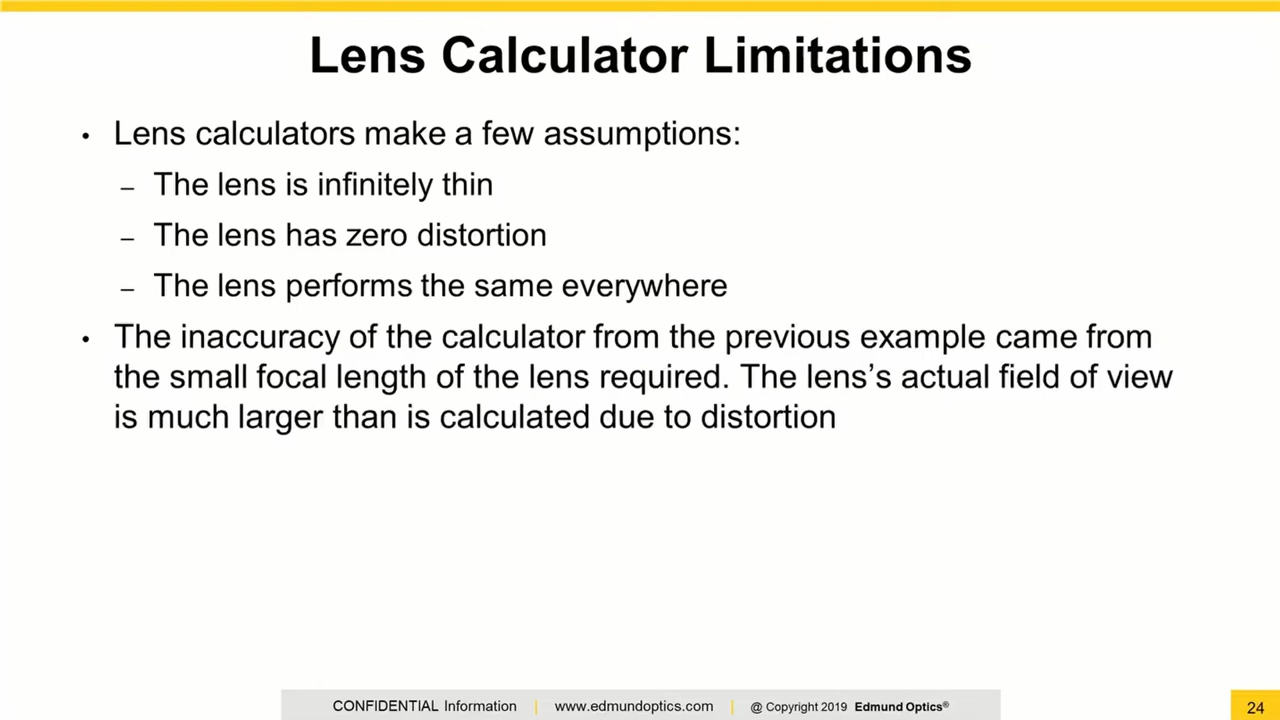 Lens Calculator Limitations
• Lens calculators make a few assumptions:
– The lens is infinitely thin
– The lens has zero distortion
– The lens performs the same everywhere
• The inaccuracy of the calculator from the previous example came from
the small focal length of the lens required. The lens’s actual field of view
is much larger than is calculated due to distortion
CONFIDENTIAL Information | www.edmundoptics.com | @ Copyright 2019 Edmund Optics®
24